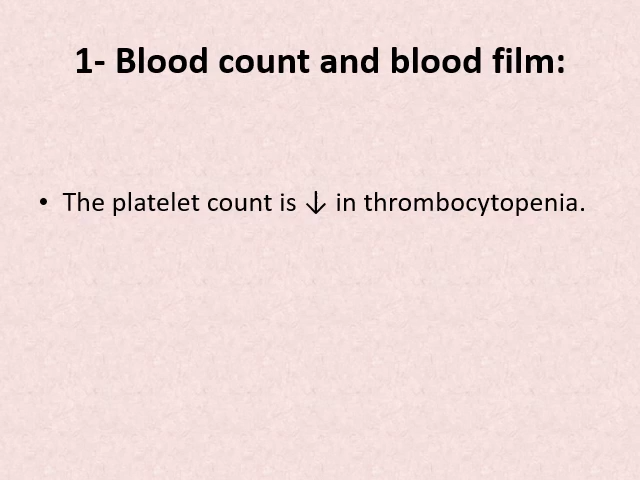 1- Blood count and blood film:
• The platelet count is ↓ in thrombocytopenia.